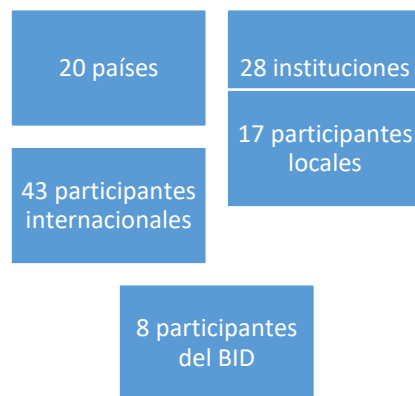 20 países
28 instituciones
17 participantes
locales
43 participantes
internacionales
8 participantes
del BID